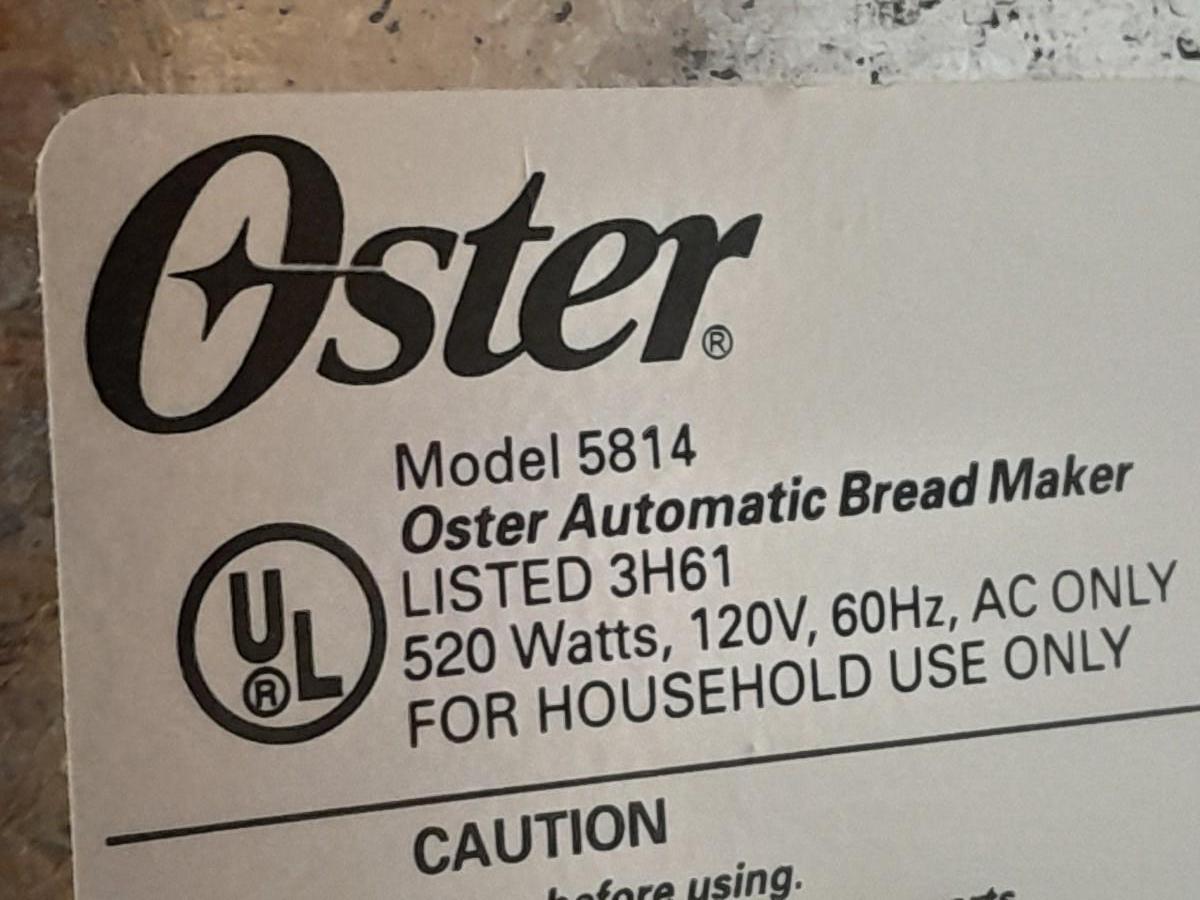 Oster®
Model 5814
Oster Automatic Bread Maker
LISTED 3H61
UL®
520 Watts, 120V, 60Hz, AC ONLY
FOR HOUSEHOLD USE ONLY
CAUTION
before using.